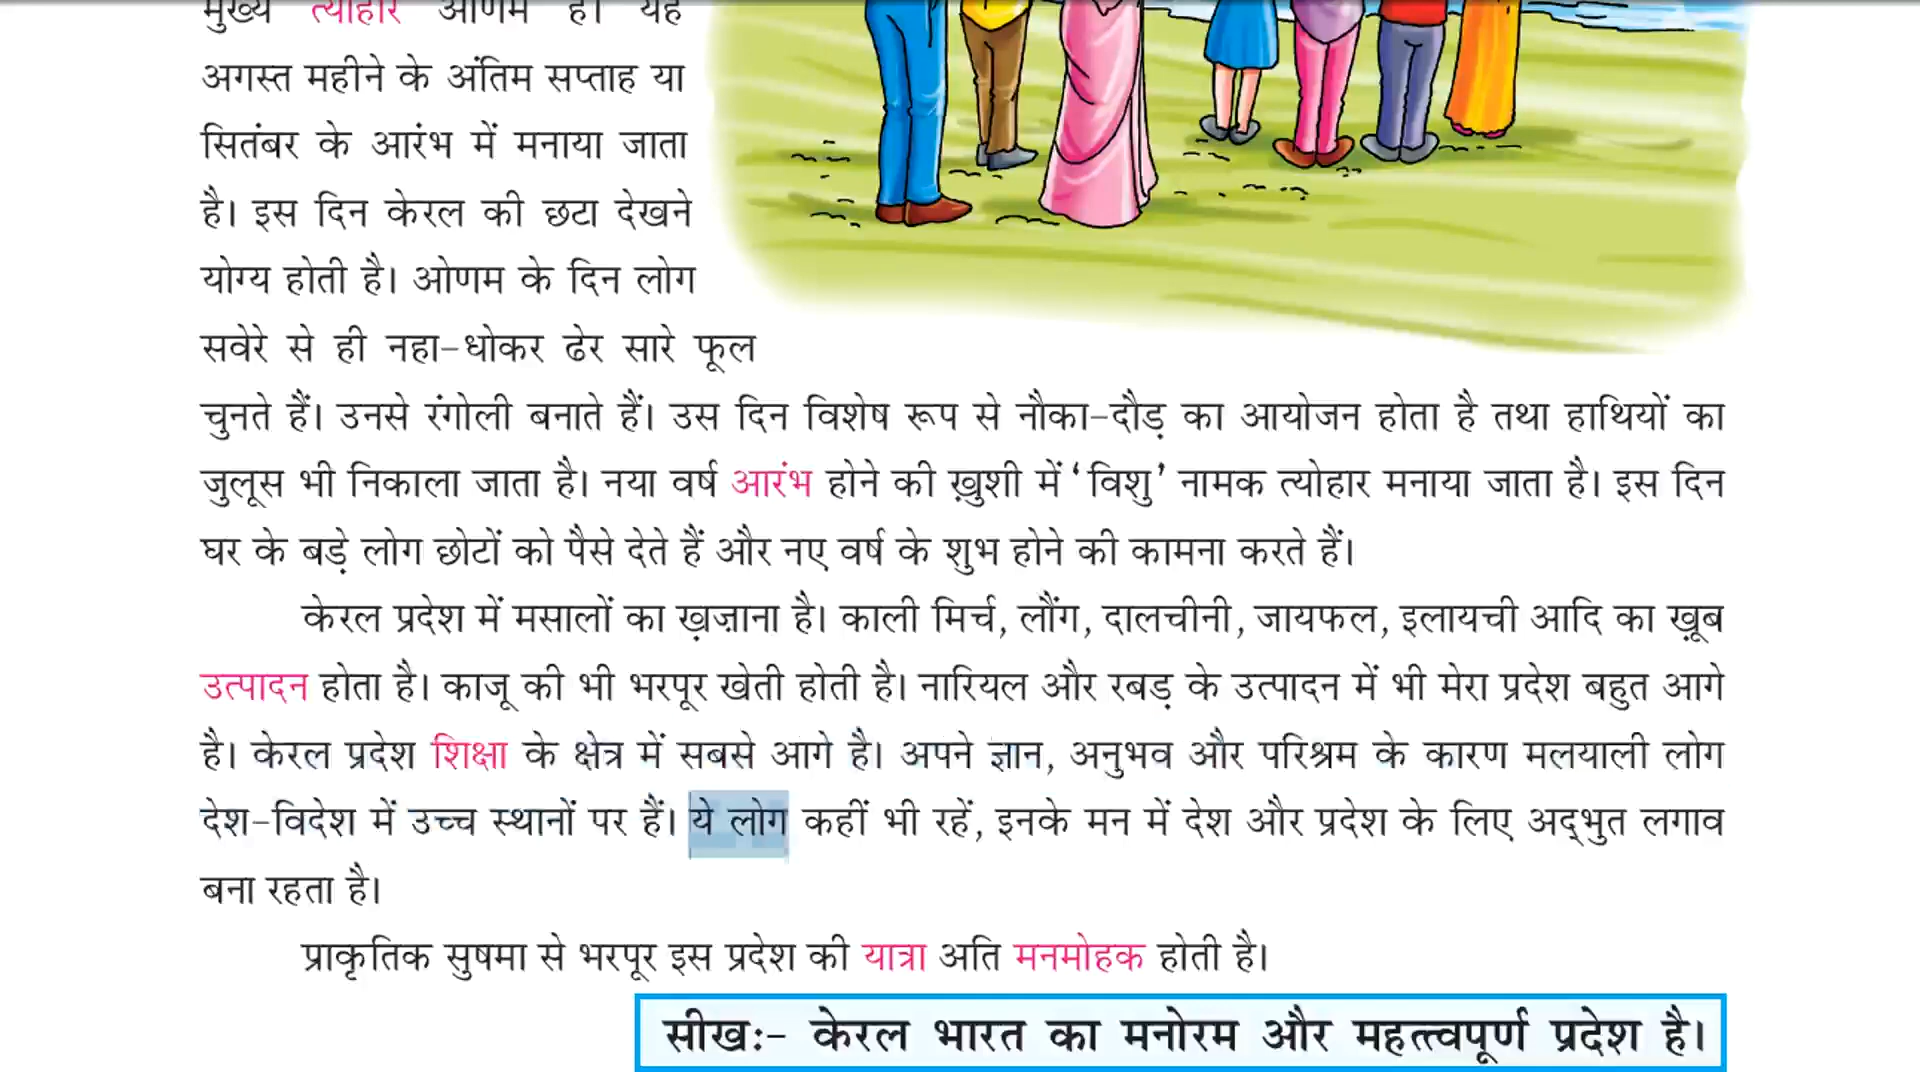 मुख्य त्योहार ओणम है। यह
अगस्त महीने के अंतिम सप्ताह या
सितंबर के आरंभ में मनाया जाता
है। इस दिन केरल की छटा देखने
योग्य होती है। ओणम के दिन लोग
सवेरे से ही नहा-धोकर ढेर सारे फूल
चुनते हैं। उनसे रंगोली बनाते हैं। उस दिन विशेष रूप से नौका-दौड़ का आयोजन होता है तथा हाथियों का
जुलूस भी निकाला जाता है। नया वर्ष आरंभ होने की ख़ुशी में ‘विशु’ नामक त्योहार मनाया जाता है। इस दिन
घर के बड़े लोग छोटों को पैसे देते हैं और नए वर्ष के शुभ होने की कामना करते हैं।
केरल प्रदेश में मसालों का ख़ज़ाना है। काली मिर्च, लौंग, दालचीनी, जायफल, इलायची आदि का ख़ूब
उत्पादन होता है। काजू की भी भरपूर खेती होती है। नारियल और रबड़ के उत्पादन में भी मेरा प्रदेश बहुत आगे
है। केरल प्रदेश शिक्षा के क्षेत्र में सबसे आगे है। अपने ज्ञान, अनुभव और परिश्रम के कारण मलयाली लोग
देश-विदेश में उच्च स्थानों पर हैं। ये लोग कहीं भी रहें, इनके मन में देश और प्रदेश के लिए अद्‌भुत लगाव
बना रहता है।
प्राकृतिक सुषमा से भरपूर इस प्रदेश की यात्रा अति मनमोहक होती है।
सीखः- केरल भारत का मनोरम और महत्त्वपूर्ण प्रदेश है।